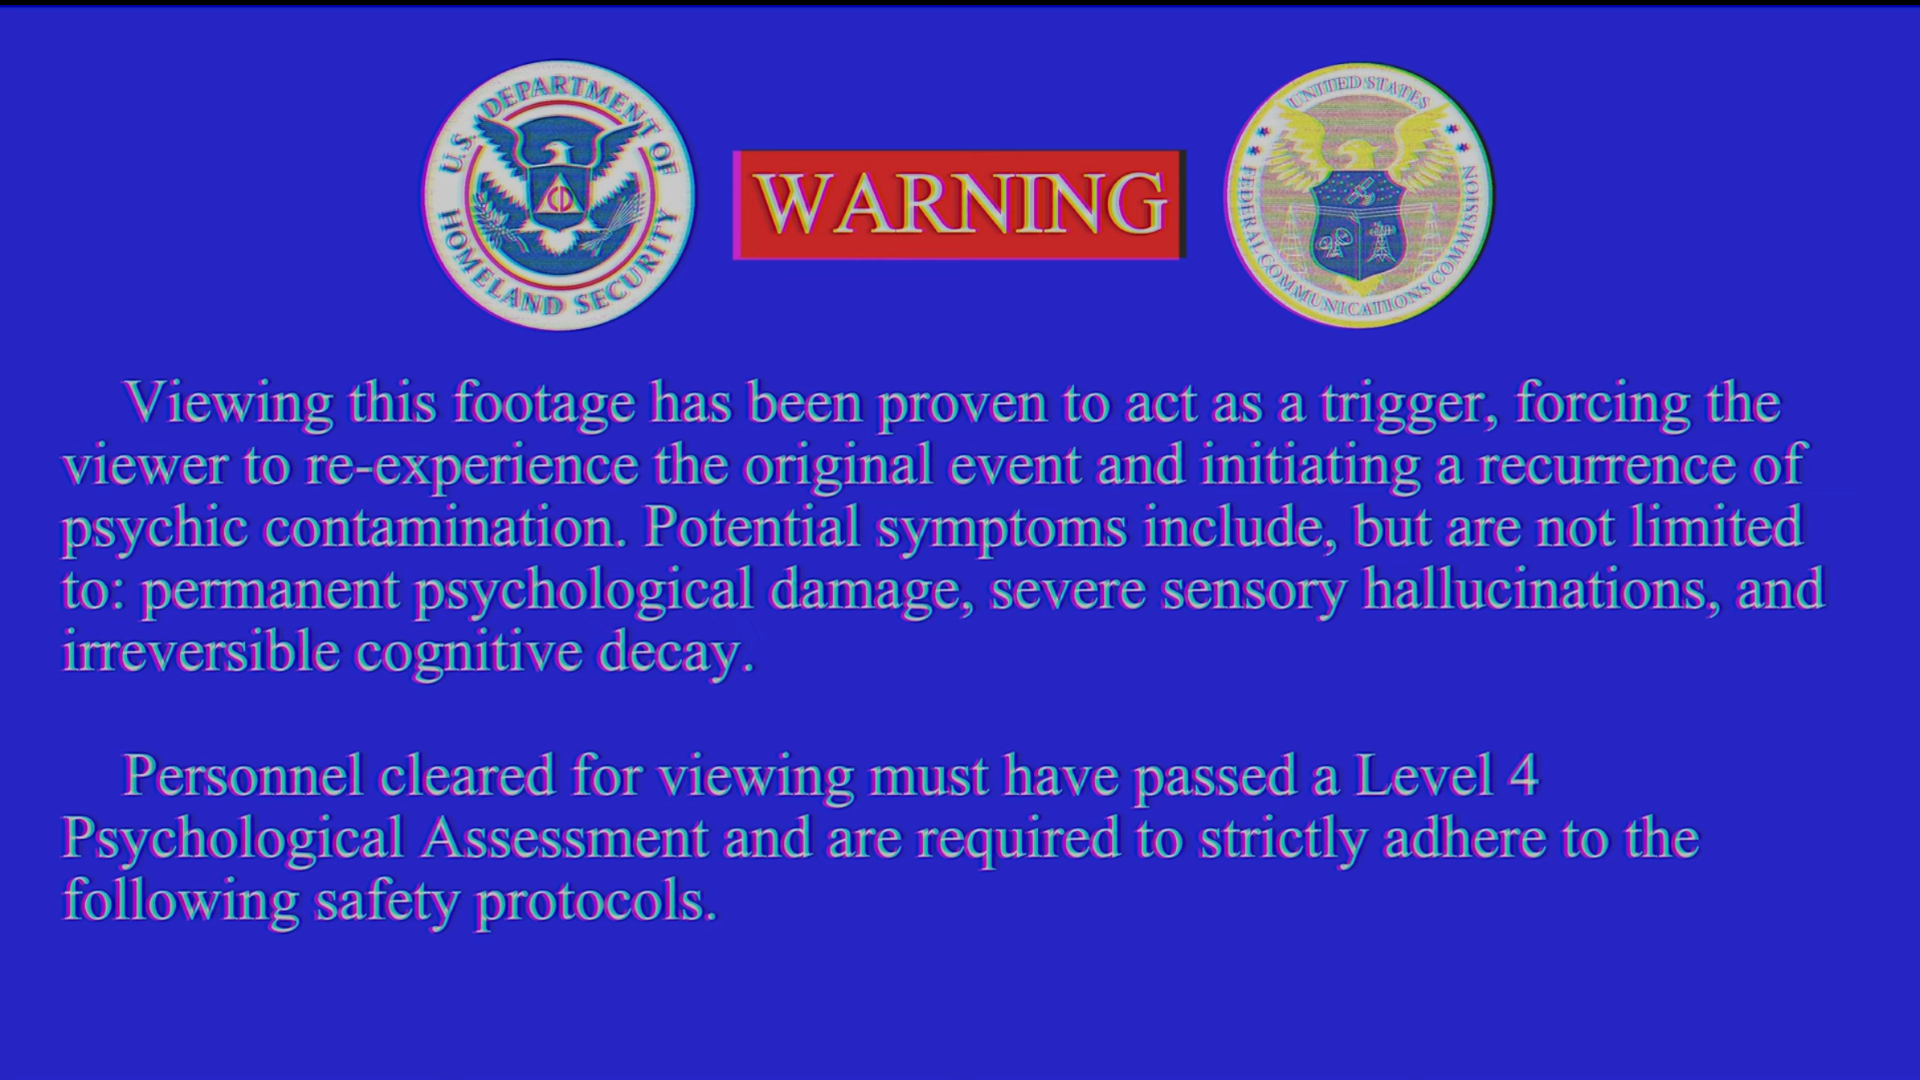 U.S. DEPARTMENT OF
HOMELAND SECURITY
CD
WARNING
UNITED STATES
FEDERAL COMMUNICATIONS COMMISSION
Viewing this footage has been proven to act as a trigger, forcing the
viewer to re-experience the original event and initiating a recurrence of
psychic contamination. Potential symptoms include, but are not limited
to: permanent psychological damage, severe sensory hallucinations, and
irreversible cognitive decay.
Personnel cleared for viewing must have passed a Level 4
Psychological Assessment and are required to strictly adhere to the
following safety protocols.